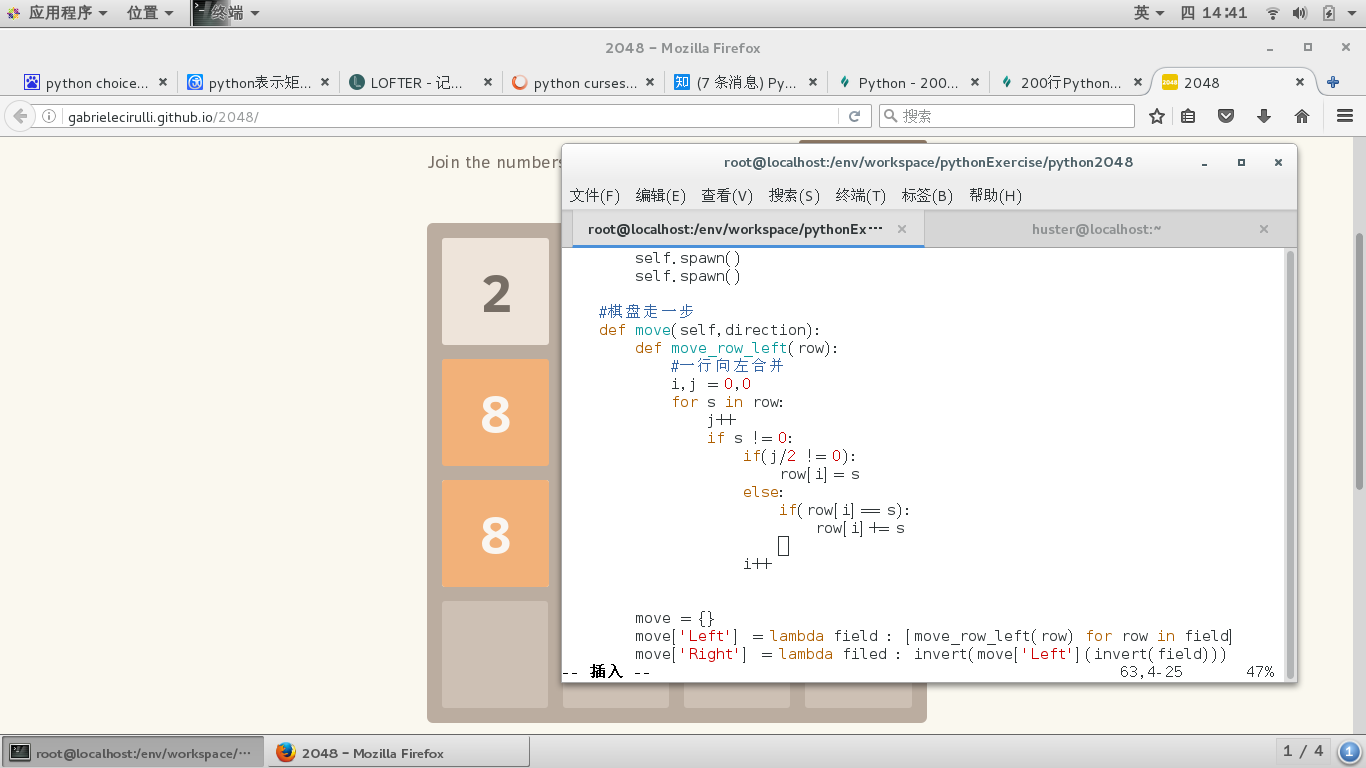 应用程序 位置 终端 英 四 14:41
2048 - Mozilla Firefox
python choice... python表示矩... LOFTER - 记... python curses... (7 条消息) Py... Python - 200... 200行Python... 2048
gabrielecirulli.github.io/2048/ 搜索
Join the numbers
root@localhost:/env/workspace/pythonExercise/python2048
文件(F) 编辑(E) 查看(V) 搜索(S) 终端(T) 标签(B) 帮助(H)
root@localhost:/env/workspace/pythonEx··· huster@localhost:~
2
8
8
        self.spawn()
        self.spawn()
    #棋盘走一步
    def move(self,direction):
        def move_row_left(row):
            #一行向左合并
            i,j = 0,0
            for s in row:
                j++
                if s != 0:
                    if(j/2 != 0):
                        row[i] = s
                    else:
                        if(row[i] == s):
                            row[i] += s
                    i++
        move = {}
        move['Left'] = lambda field : [move_row_left(row) for row in field]
        move['Right'] = lambda filed : invert(move['Left'](invert(field)))
-- 插入 -- 63,4-25 47%
root@localhost:/env/workspace/··· 2048 - Mozilla Firefox 1 / 4 1